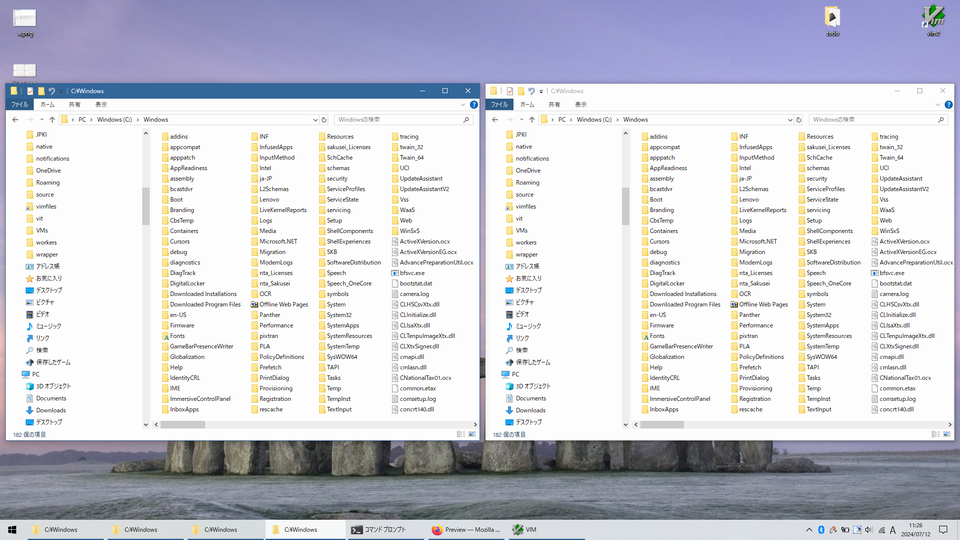 a.png
todo
vim2
C:¥Windows
ファイル ホーム 共有 表示
PC Windows (C:) Windows
Windowsの検索
JPKI
native
notifications
OneDrive
Roaming
source
vimfiles
vit
VMs
workers
wrapper
アドレス帳
お気に入り
デスクトップ
ピクチャ
ビデオ
ミュージック
リンク
検索
保存したゲーム
PC
3D オブジェクト
Documents
Downloads
デスクトップ
addins
appcompat
apppatch
AppReadiness
assembly
bcastdvr
Boot
Branding
CbsTemp
Containers
Cursors
debug
diagnostics
DiagTrack
DigitalLocker
Downloaded Installations
Downloaded Program Files
en-US
Firmware
Fonts
GameBarPresenceWriter
Globalization
Help
IdentityCRL
IME
ImmersiveControlPanel
InboxApps
INF
InfusedApps
InputMethod
Intel
ja-JP
L2Schemas
Lenovo
LiveKernelReports
Logs
Media
Microsoft.NET
Migration
ModemLogs
nta_Licenses
nta_Sakusei
OCR
Offline Web Pages
Panther
Performance
pixtran
PLA
PolicyDefinitions
Prefetch
PrintDialog
Provisioning
Registration
rescache
Resources
sakusei_Licenses
SchCache
schemas
security
ServiceProfiles
ServiceState
servicing
Setup
ShellComponents
ShellExperiences
SKB
SoftwareDistribution
Speech
Speech_OneCore
symbols
System
System32
SystemApps
SystemResources
SystemTemp
SysWOW64
TAPI
Tasks
Temp
TempInst
TextInput
tracing
twain_32
Twain_64
UCI
UpdateAssistant
UpdateAssistantV2
Vss
WaaS
Web
WinSxS
ActiveXVersion.ocx
ActiveXVersionEG.ocx
AdvancePreparationUtil.ocx
bfsvc.exe
bootstat.dat
camera.log
CLHSCsvXtx.dll
CLInitialize.dll
CLIsaXtx.dll
CLTenpuImageXtx.dll
CLXtxSigner.dll
cmapi.dll
cmlasn.dll
CNationalTax01.ocx
common.etax
comsetup.log
concrt140.dll
182 個の項目
C:¥Windows
ファイル ホーム 共有 表示
PC Windows (C:) Windows
Windowsの検索
JPKI
native
notifications
OneDrive
Roaming
source
vimfiles
vit
VMs
workers
wrapper
アドレス帳
お気に入り
デスクトップ
ピクチャ
ビデオ
ミュージック
リンク
検索
保存したゲーム
PC
3D オブジェクト
Documents
Downloads
デスクトップ
addins
appcompat
apppatch
AppReadiness
assembly
bcastdvr
Boot
Branding
CbsTemp
Containers
Cursors
debug
diagnostics
DiagTrack
DigitalLocker
Downloaded Installations
Downloaded Program Files
en-US
Firmware
Fonts
GameBarPresenceWriter
Globalization
Help
IdentityCRL
IME
ImmersiveControlPanel
InboxApps
INF
InfusedApps
InputMethod
Intel
ja-JP
L2Schemas
Lenovo
LiveKernelReports
Logs
Media
Microsoft.NET
Migration
ModemLogs
nta_Licenses
nta_Sakusei
OCR
Offline Web Pages
Panther
Performance
pixtran
PLA
PolicyDefinitions
Prefetch
PrintDialog
Provisioning
Registration
rescache
Resources
sakusei_Licenses
SchCache
schemas
security
ServiceProfiles
ServiceState
servicing
Setup
ShellComponents
ShellExperiences
SKB
SoftwareDistribution
Speech
Speech_OneCore
symbols
System
System32
SystemApps
SystemResources
SystemTemp
SysWOW64
TAPI
Tasks
Temp
TempInst
TextInput
tracing
twain_32
Twain_64
UCI
UpdateAssistant
UpdateAssistantV2
Vss
WaaS
Web
WinSxS
ActiveXVersion.ocx
ActiveXVersionEG.ocx
AdvancePreparationUtil.ocx
bfsvc.exe
bootstat.dat
camera.log
CLHSCsvXtx.dll
CLInitialize.dll
CLIsaXtx.dll
CLTenpuImageXtx.dll
CLXtxSigner.dll
cmapi.dll
cmlasn.dll
CNationalTax01.ocx
common.etax
comsetup.log
concrt140.dll
182 個の項目
C:¥Windows C:¥Windows C:¥Windows C:¥Windows コマンド プロンプト Preview — Mozilla ... VIM A 11:26
2024/07/12